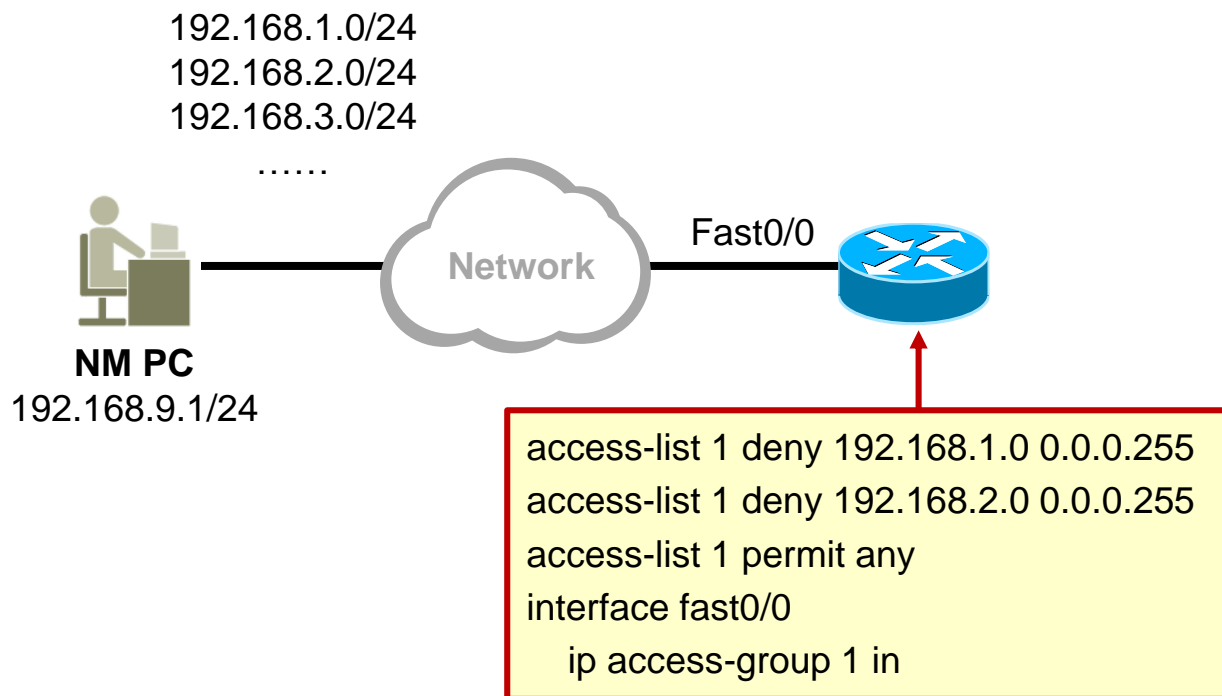 192.168.1.0/24
192.168.2.0/24
192.168.3.0/24
……
Fast0/0
Network
NM PC
192.168.9.1/24
access-list 1 deny 192.168.1.0 0.0.0.255
access-list 1 deny 192.168.2.0 0.0.0.255
access-list 1 permit any
interface fast0/0
ip access-group 1 in